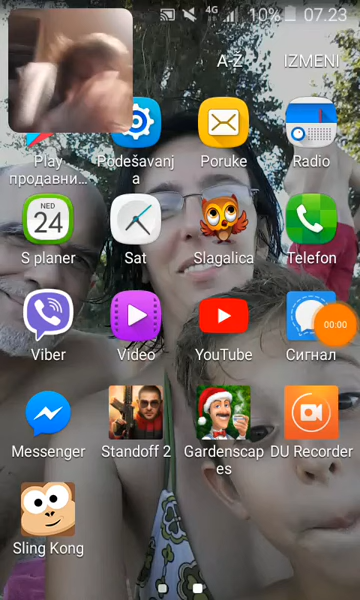 4G 10% 07.23
A-Z IZMENI
Play
продавни...
Podešavanj
a
Poruke
Radio
NED
24
S planer
Sat
Slagalica
Telefon
Viber
Video
YouTube
Сигнал
00:00
Messenger
Standoff 2
Gardenscap
es
DU Recorder
Sling Kong